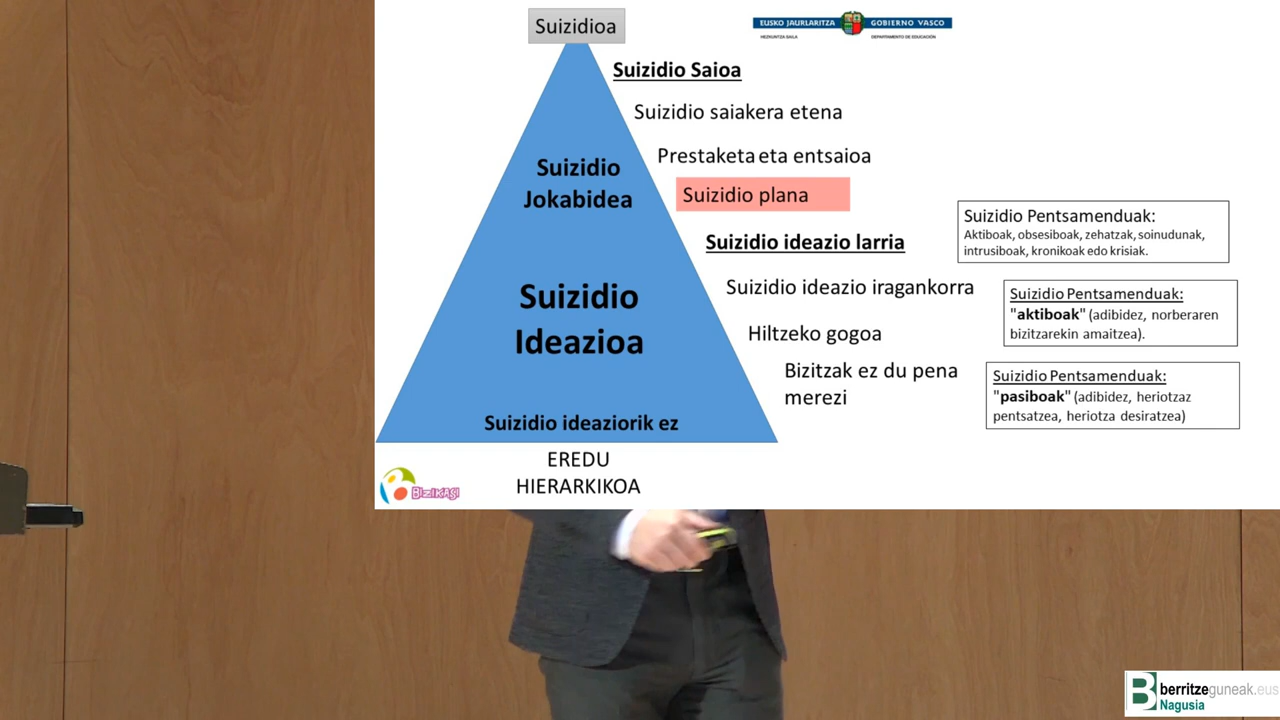 Suizidioa
EUSKO JAURLARITZA
GOBIERNO VASCO
HEZKUNTZA SAILA
DEPARTAMENTO DE EDUCACIÓN
Suizidio Saioa
Suizidio saiakera etena
Prestaketa eta entsaioa
Suizidio plana
Suizidio ideazio larria
Suizidio ideazio iragankorra
Hiltzeko gogoa
Bizitzak ez du pena
merezi
Suizidio
Jokabidea
Suizidio
Ideazioa
Suizidio ideaziorik ez
Suizidio Pentsamenduak:
Aktiboak, obsesiboak, zehatzak, soinudunak,
intrusiboak, kronikoak edo krisiak.
Suizidio Pentsamenduak:
"aktiboak" (adibidez, norberaren
bizitzarekin amaitzea).
Suizidio Pentsamenduak:
"pasiboak" (adibidez, heriotzaz
pentsatzea, heriotza desiratzea)
EREDU
HIERARKIKOA
BIZIKASI
berritzeguneak.eus
Nagusia